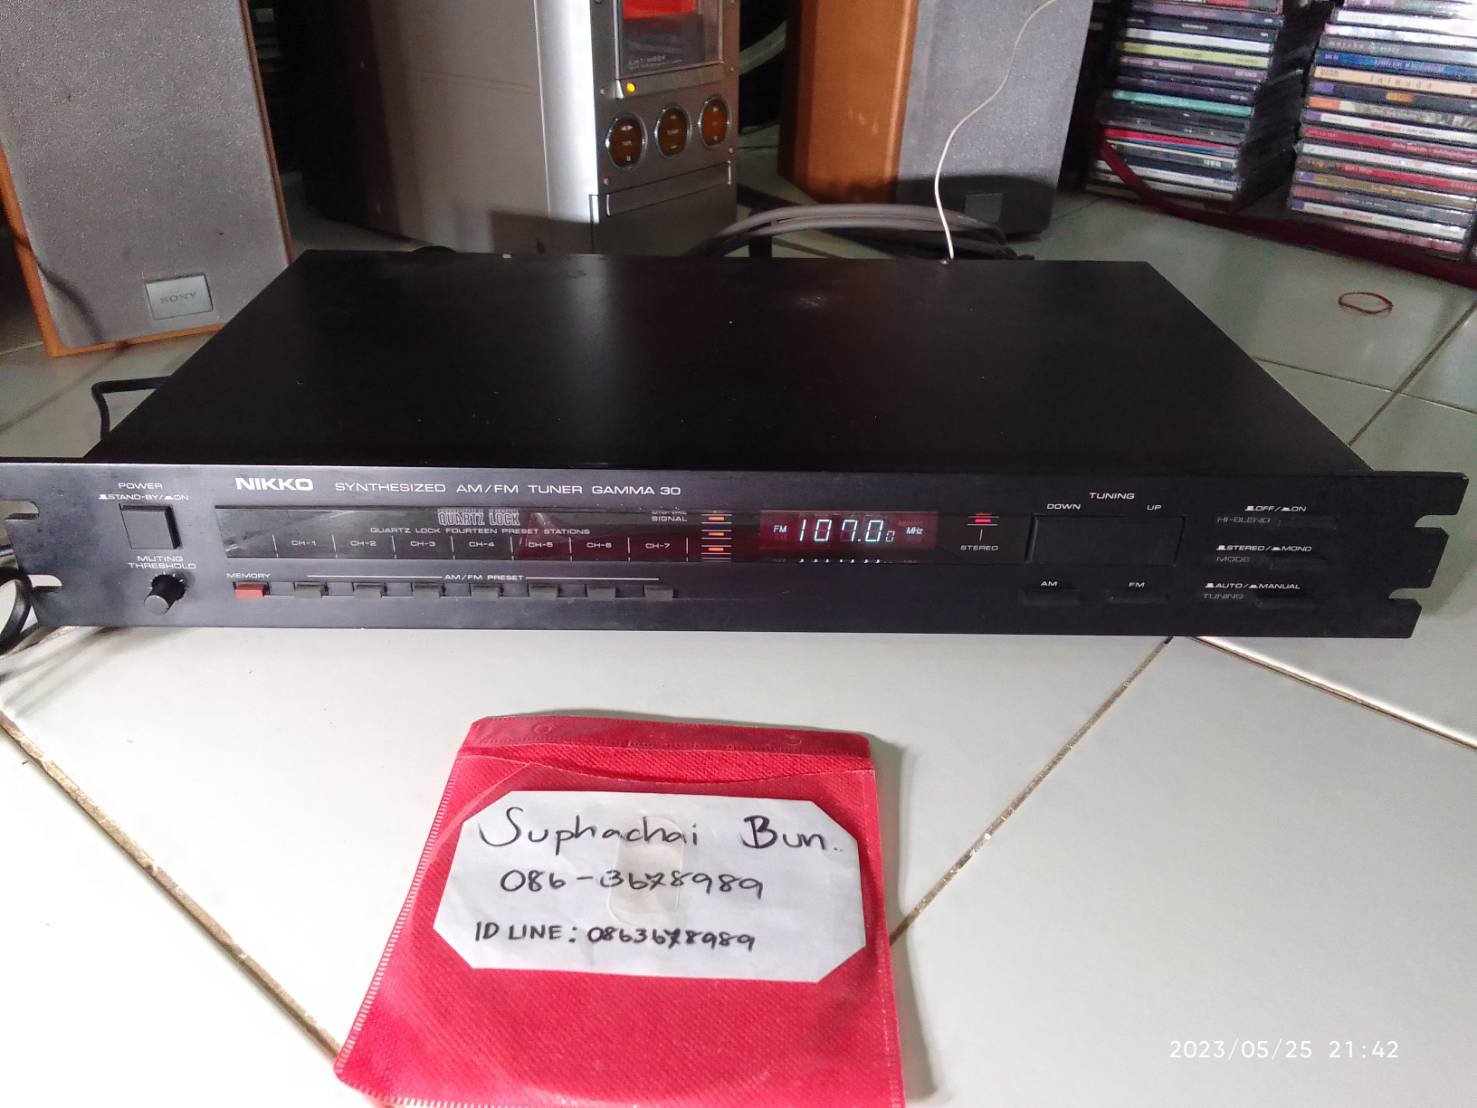 SONY
POWER
STAND-BY/ ON
MUTING
THRESHOLD
NIKKO SYNTHESIZED AM/FM TUNER GAMMA 30
QUARTZ LOCK
SIGNAL
QUARTZ LOCK FOURTEEN PRESET STATIONS
CH-1 CH-2 CH-3 CH-4 CH-5 CH-6 CH-7
MEMORY
AM/FM PRESET
FM 107.00 MHz
STEREO
TUNING
DOWN UP
AM FM
OFF/ ON
HI-BLEND
STEREO/ MONO
MODE
AUTO/ MANUAL
TUNING
Suphachai Bun..
086-3678989
ID LINE: 0863678989
2023/05/25 21:42